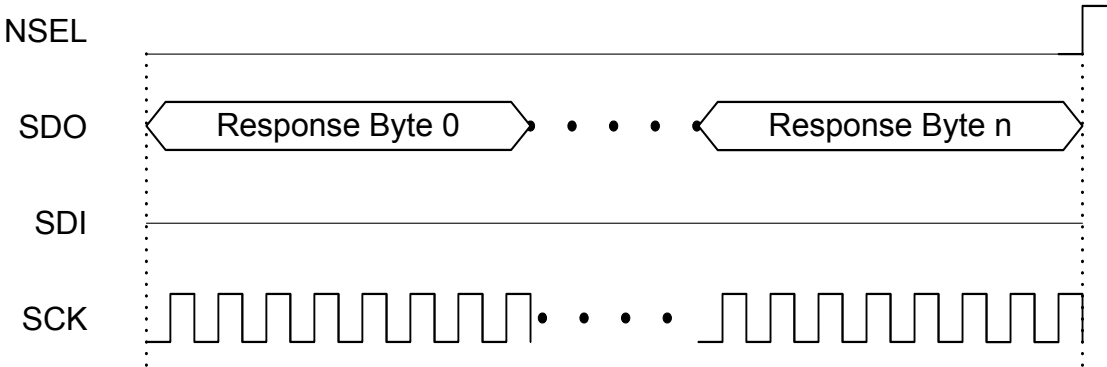 NSEL
SDO Response Byte 0 Response Byte n
SDI
SCK